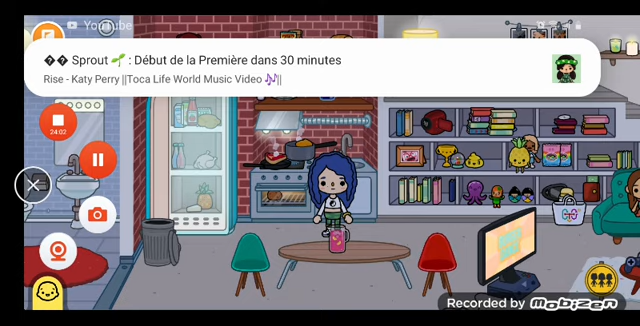 YouTube
�� Sprout 🌱 : Début de la Première dans 30 minutes
Rise - Katy Perry ||Toca Life World Music Video 🎶||
24:02
Recorded by Mobizen